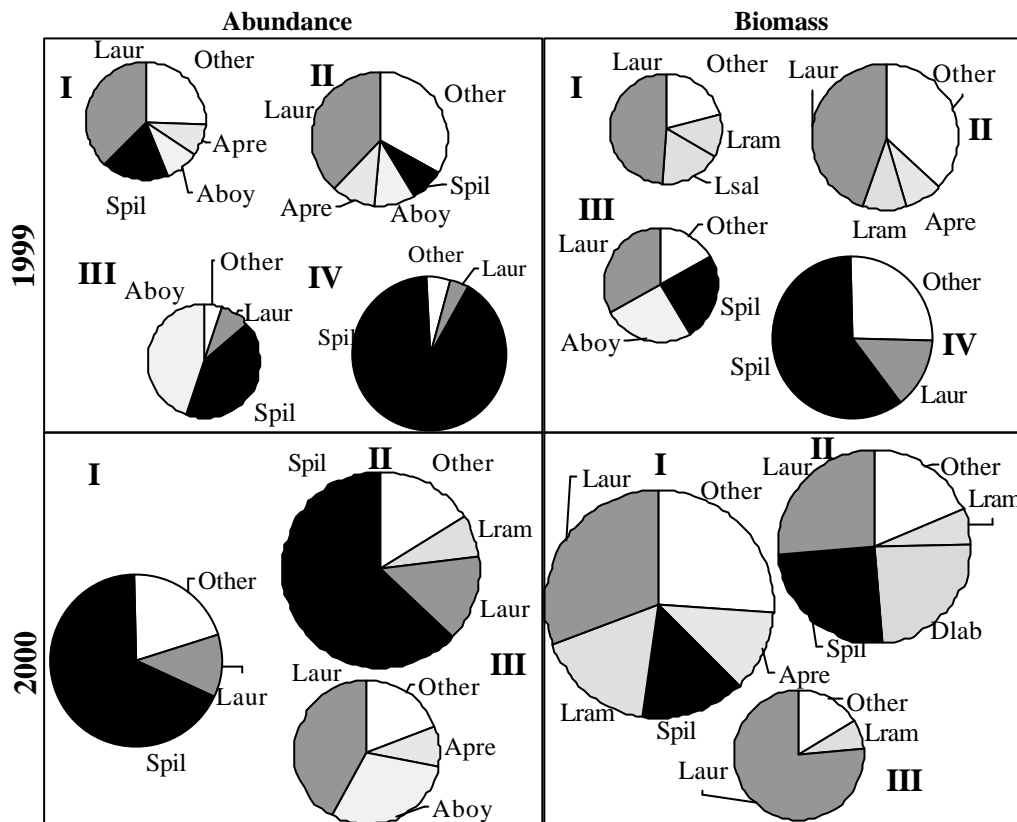 Abundance
Biomass
1999
I
Laur
Other
Apre
Aboy
Spil
II
Laur
Other
Spil
Aboy
Apre
III
Aboy
Other
Laur
Spil
IV
Other
Laur
Spil
I
Laur
Other
Lram
Lsal
II
Laur
Other
Apre
Lram
III
Laur
Other
Spil
Aboy
IV
Other
Spil
Laur
2000
I
Other
Laur
Spil
II
Spil
Other
Lram
Laur
III
Laur
Other
Apre
Aboy
I
Laur
Other
Apre
Spil
Lram
II
Laur
Other
Lram
Dlab
Spil
III
Other
Lram
Laur